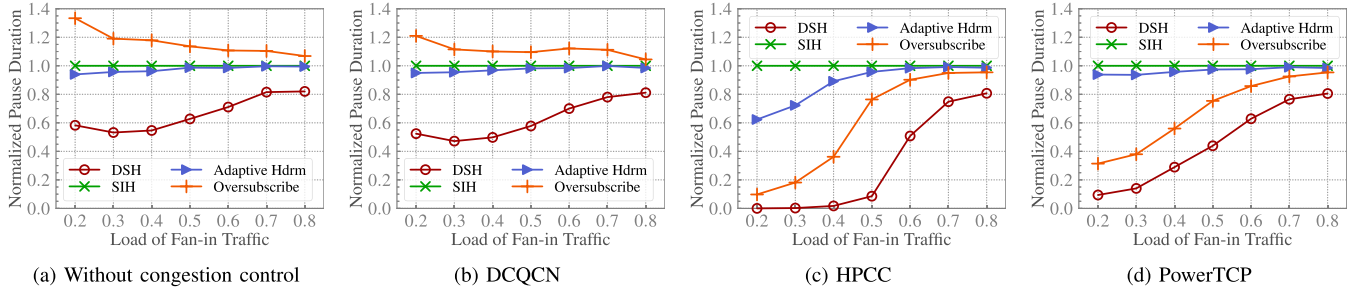 Normalized Pause Duration
1.4
1.2
1.0
0.8
0.6
0.4
0.2
0.0
DSH
SIH
Adaptive Hdrm
Oversubscribe
0.2 0.3 0.4 0.5 0.6 0.7 0.8
Load of Fan-in Traffic
(a) Without congestion control
Normalized Pause Duration
1.4
1.2
1.0
0.8
0.6
0.4
0.2
0.0
DSH
SIH
Adaptive Hdrm
Oversubscribe
0.2 0.3 0.4 0.5 0.6 0.7 0.8
Load of Fan-in Traffic
(b) DCQCN
Normalized Pause Duration
1.4
1.2
1.0
0.8
0.6
0.4
0.2
0.0
DSH
SIH
Adaptive Hdrm
Oversubscribe
0.2 0.3 0.4 0.5 0.6 0.7 0.8
Load of Fan-in Traffic
(c) HPCC
Normalized Pause Duration
1.4
1.2
1.0
0.8
0.6
0.4
0.2
0.0
DSH
SIH
Adaptive Hdrm
Oversubscribe
0.2 0.3 0.4 0.5 0.6 0.7 0.8
Load of Fan-in Traffic
(d) PowerTCP